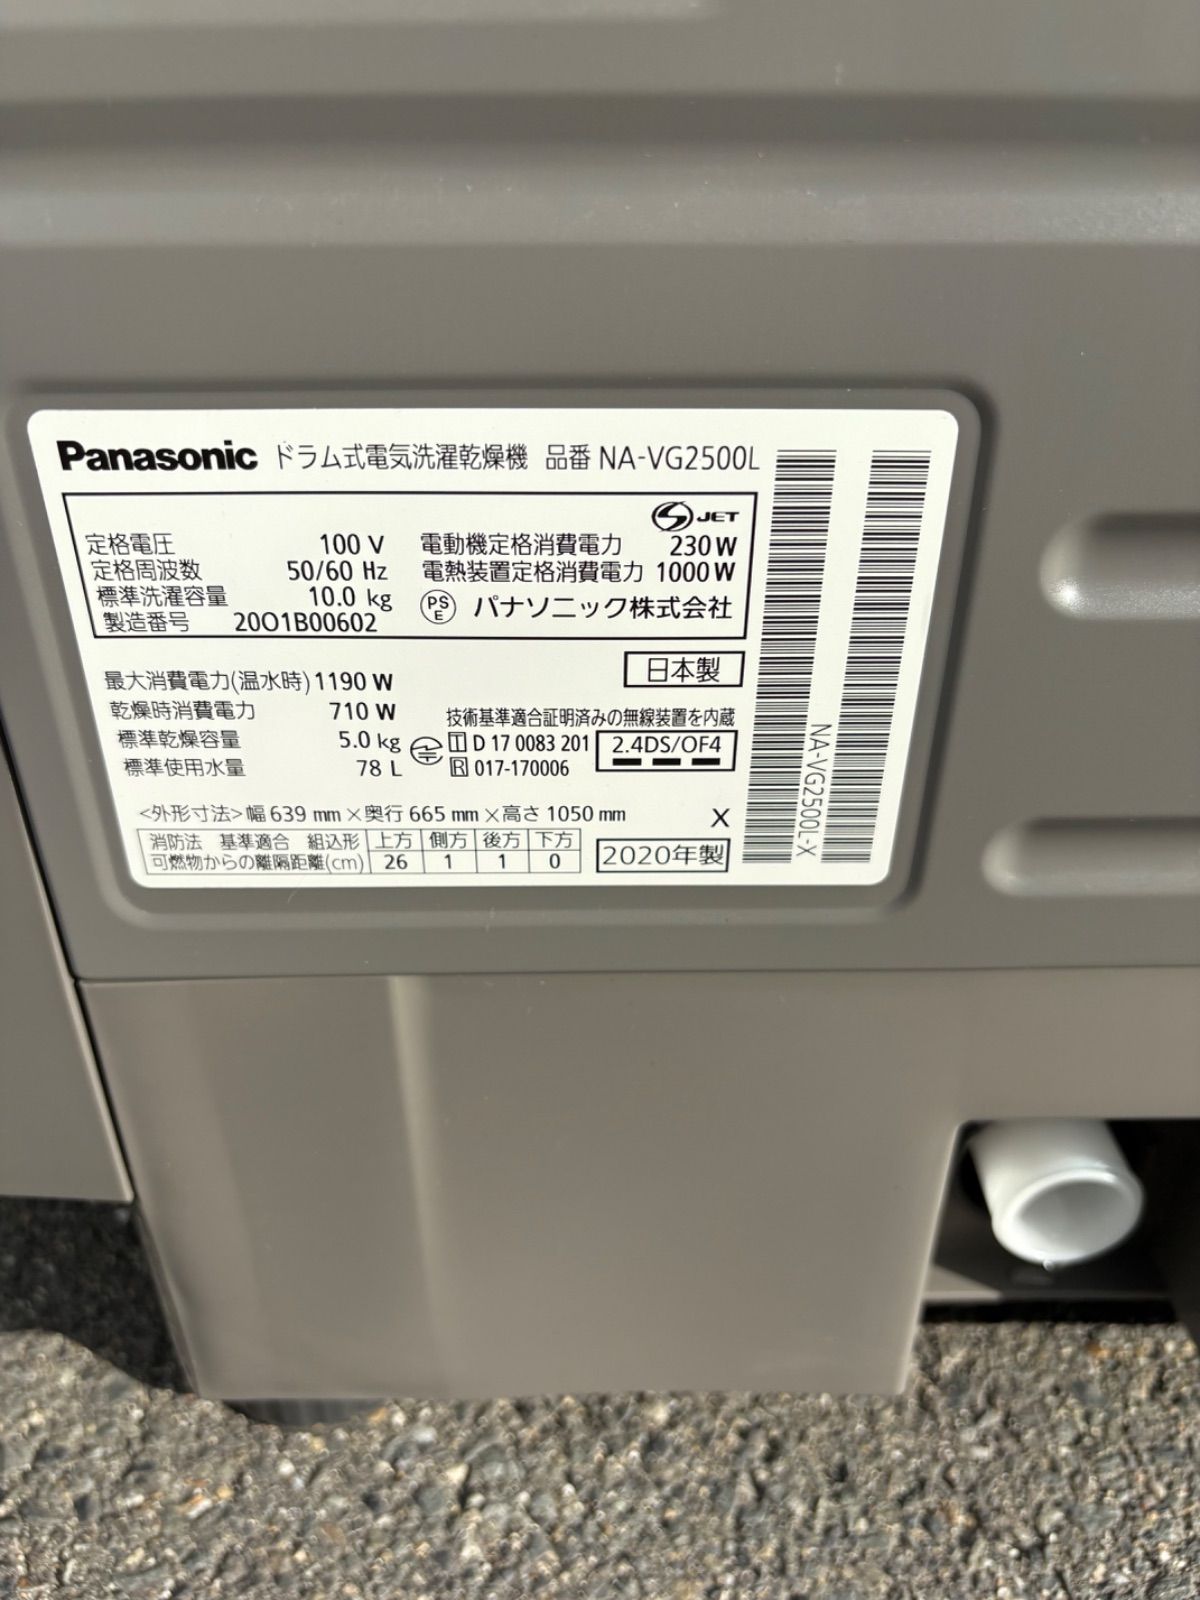 Panasonic ドラム式電気洗濯乾燥機 品番 NA-VG2500L
S JET
定格電圧 100 V 電動機定格消費電力 230 W
定格周波数 50/60 Hz 電熱装置定格消費電力 1000 W
標準洗濯容量 10.0 kg PSE パナソニック株式会社
製造番号 2001B00602
日本製
最大消費電力(温水時) 1190 W
乾燥時消費電力 710 W 技術基準適合証明済みの無線装置を内蔵
標準乾燥容量 5.0 kg T D 17 0083 201 2.4DS/OF4
標準使用水量 78 L R 017-170006
<外形寸法> 幅 639 mm × 奥行 665 mm × 高さ 1050 mm X
消防法 基準適合 組込形 上方 側方 後方 下方
可燃物からの離隔距離(cm) 26 1 1 0 2020年製
NA-VG2500L-X